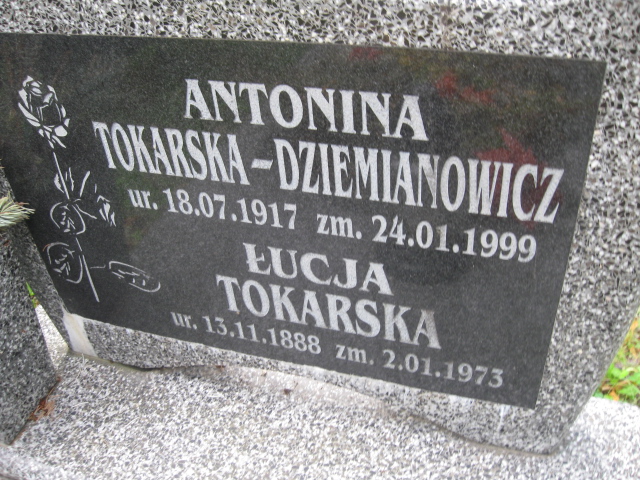 ANTONINA
TOKARSKA-DZIEMIANOWICZ
ur. 18.07.1917 zm. 24.01.1999
ŁUCJA
TOKARSKA
ur. 13.11.1888 zm. 2.01.1973